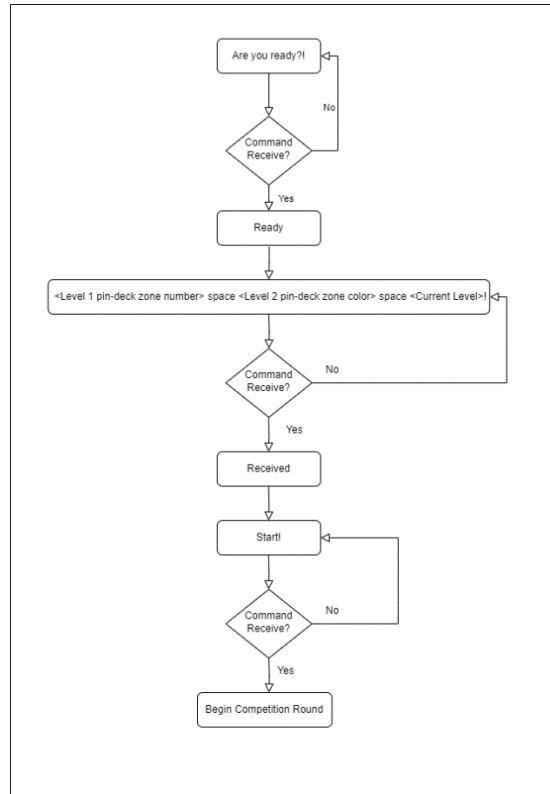 Are you ready?!
No
Command
Receive?
Yes
Ready
<Level 1 pin-deck zone number> space <Level 2 pin-deck zone color> space <Current Level>!
Command
Receive?
No
Yes
Received
Start!
Command
Receive?
No
Yes
Begin Competition Round